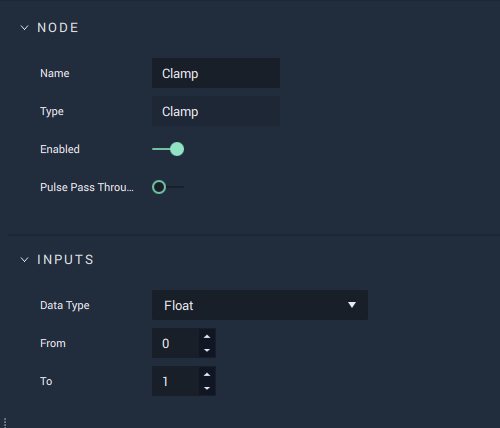 NODE
Name Clamp
Type Clamp
Enabled
Pulse Pass Throu...
INPUTS
Data Type Float
From 0
To 1